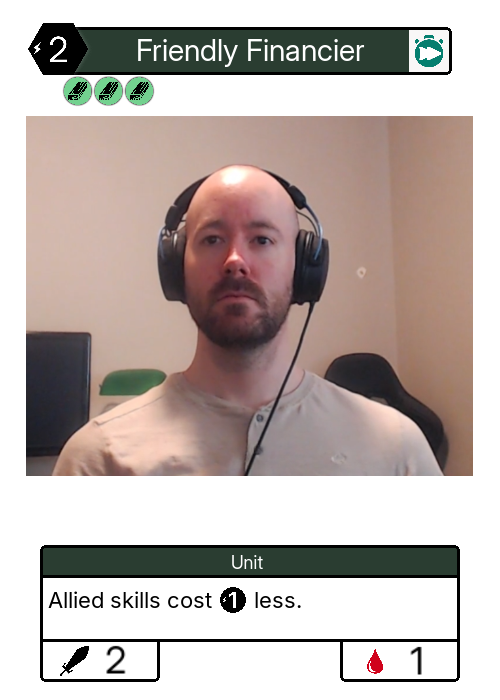 2
Friendly Financier
Unit
Allied skills cost 1 less.
2
1